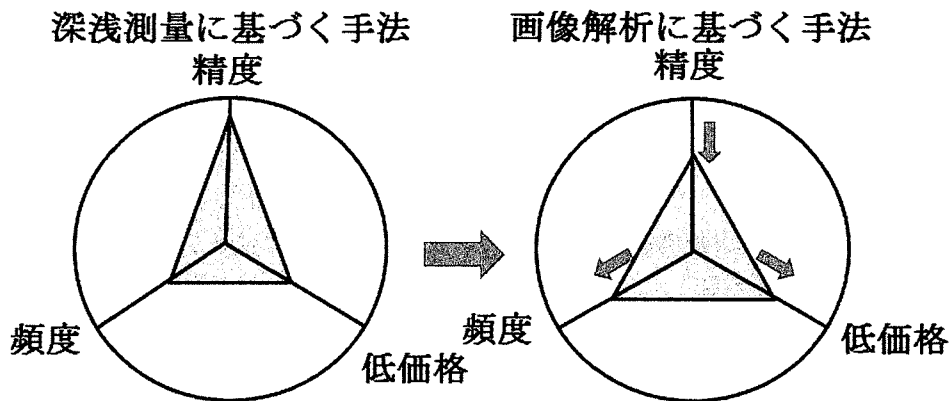 深浅測量に基づく手法
精度
頻度
低価格
画像解析に基づく手法
精度
頻度
低価格